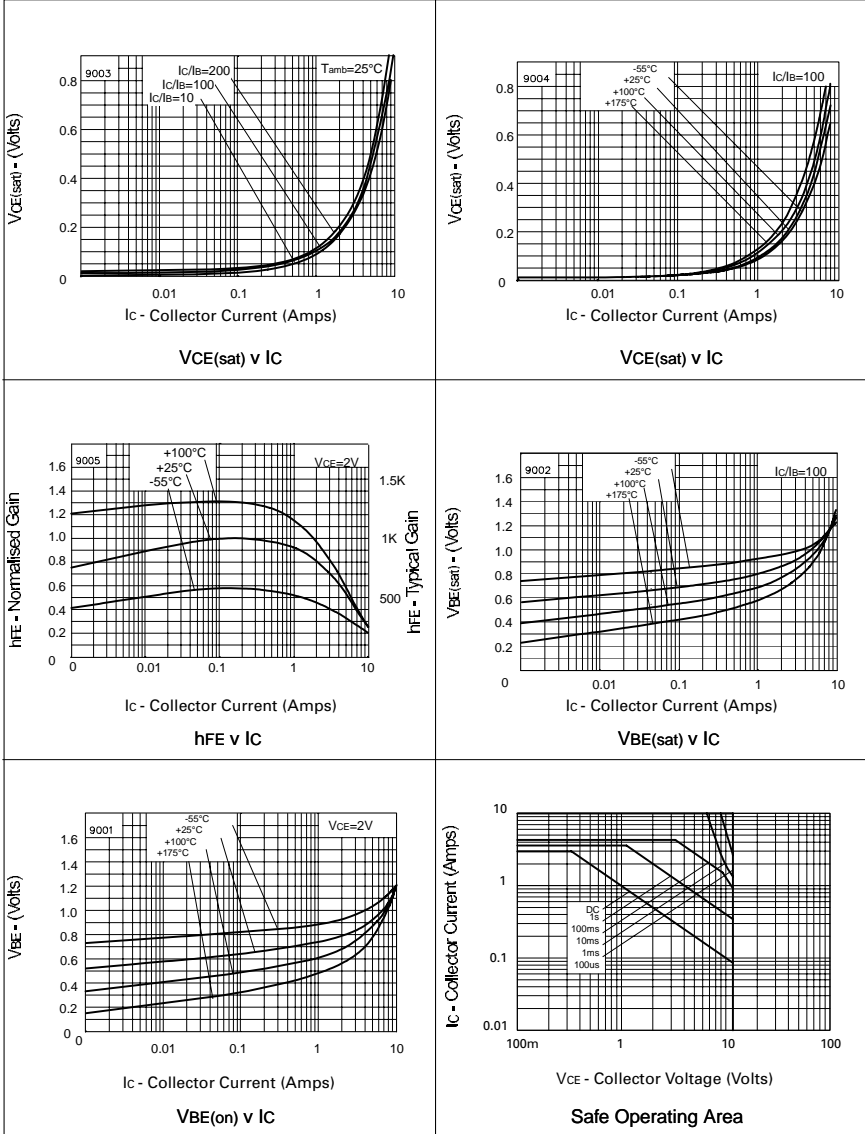 VCE(sat) - (Volts)
0.8
0.6
0.4
0.2
0
9003
IC/IB=200
IC/IB=100
IC/IB=10
Tamb=25°C
0.01
0.1
1
10
IC - Collector Current (Amps)
VCE(sat) v IC
VCE(sat) - (Volts)
0.8
0.6
0.4
0.2
0
9004
-55°C
+25°C
+100°C
+175°C
IC/IB=100
0.01
0.1
1
10
IC - Collector Current (Amps)
VCE(sat) v IC
hFE - Normalised Gain
1.6
1.4
1.2
1.0
0.8
0.6
0.4
0.2
0
9005
+100°C
+25°C
-55°C
VCE=2V
1.5K
1K
500
hFE - Typical Gain
0.01
0.1
1
10
IC - Collector Current (Amps)
hFE v IC
VBE(sat) - (Volts)
1.6
1.4
1.2
1.0
0.8
0.6
0.4
0.2
0
9002
-55°C
+25°C
+100°C
+175°C
IC/IB=100
0.01
0.1
1
10
IC - Collector Current (Amps)
VBE(sat) v IC
VBE - (Volts)
1.6
1.4
1.2
1.0
0.8
0.6
0.4
0.2
0
9001
-55°C
+25°C
+100°C
+175°C
VCE=2V
0.01
0.1
1
10
IC - Collector Current (Amps)
VBE(on) v IC
IC - Collector Current (Amps)
10
1
0.1
0.01
DC
1s
100ms
10ms
1ms
100us
100m
1
10
100
VCE - Collector Voltage (Volts)
Safe Operating Area